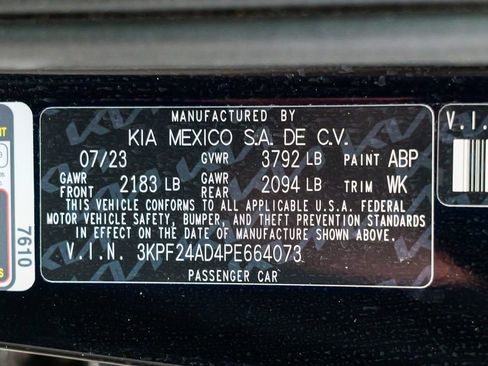 MANUFACTURED BY
KIA MEXICO S.A. DE C.V.
07/23 GVWR 3792 LB PAINT ABP
GAWR FRONT 2183 LB GAWR REAR 2094 LB TRIM WK
THIS VEHICLE CONFORMS TO ALL APPLICABLE U.S.A. FEDERAL
MOTOR VEHICLE SAFETY, BUMPER, AND THEFT PREVENTION STANDARDS
IN EFFECT ON THE DATE OF MANUFACTURE SHOWN ABOVE.
V.I.N. 3KPF24AD4PE664073
PASSENGER CAR
7610
V.I.